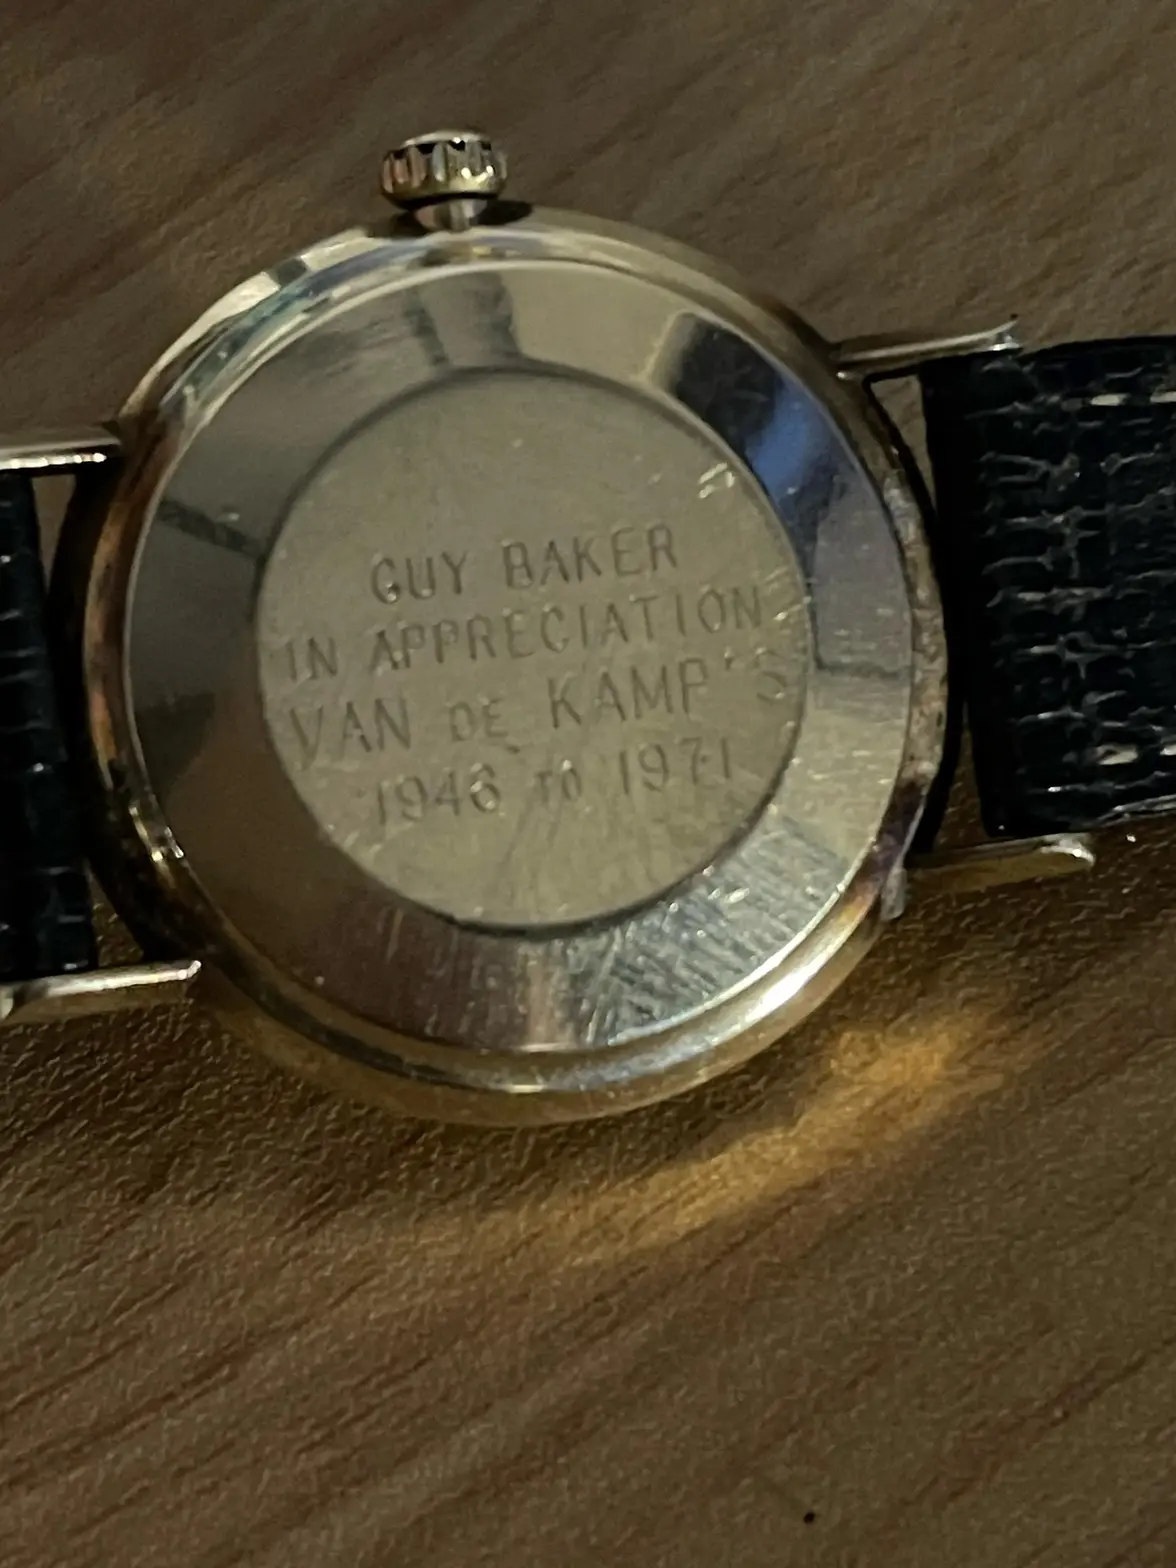 GUY BAKER
IN APPRECIATION
VAN DE KAMP'S
1946 TO 1971